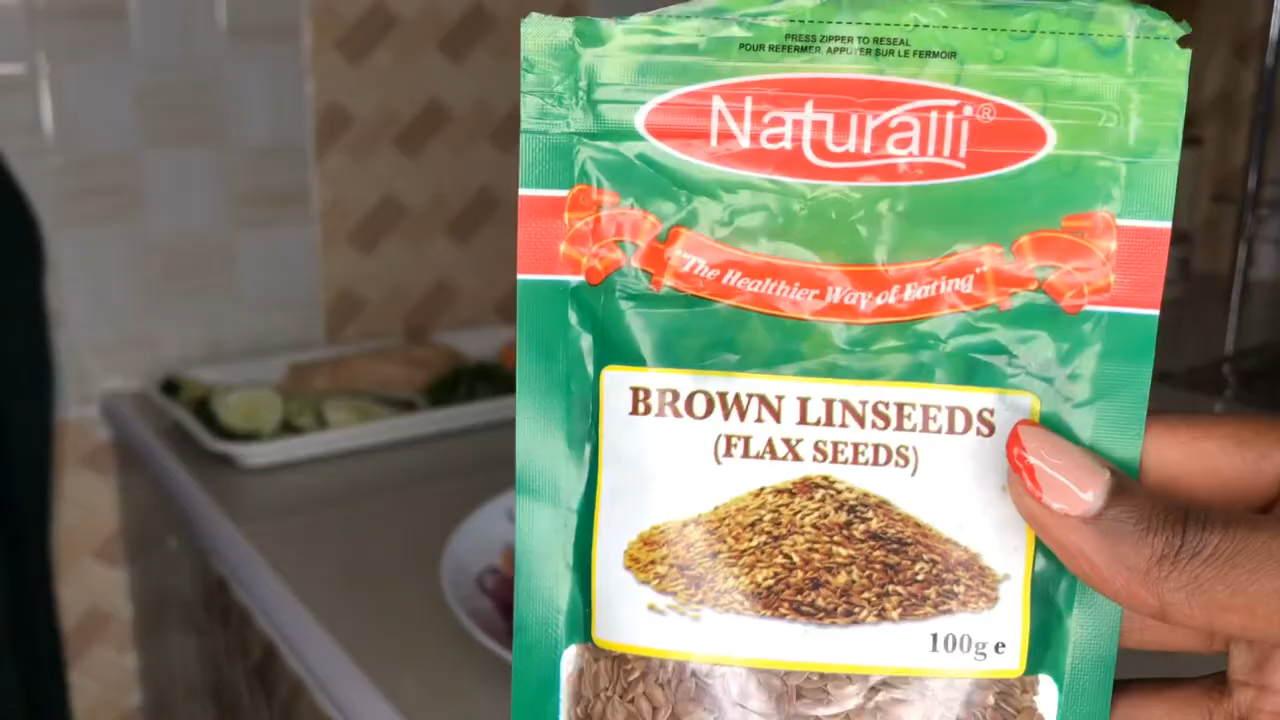 PRESS ZIPPER TO RESEAL
POUR REFERMER, APPUYER SUR LE FERMOIR
Naturalli®
"The Healthier Way of Eating"
BROWN LINSEEDS
(FLAX SEEDS)
100g e